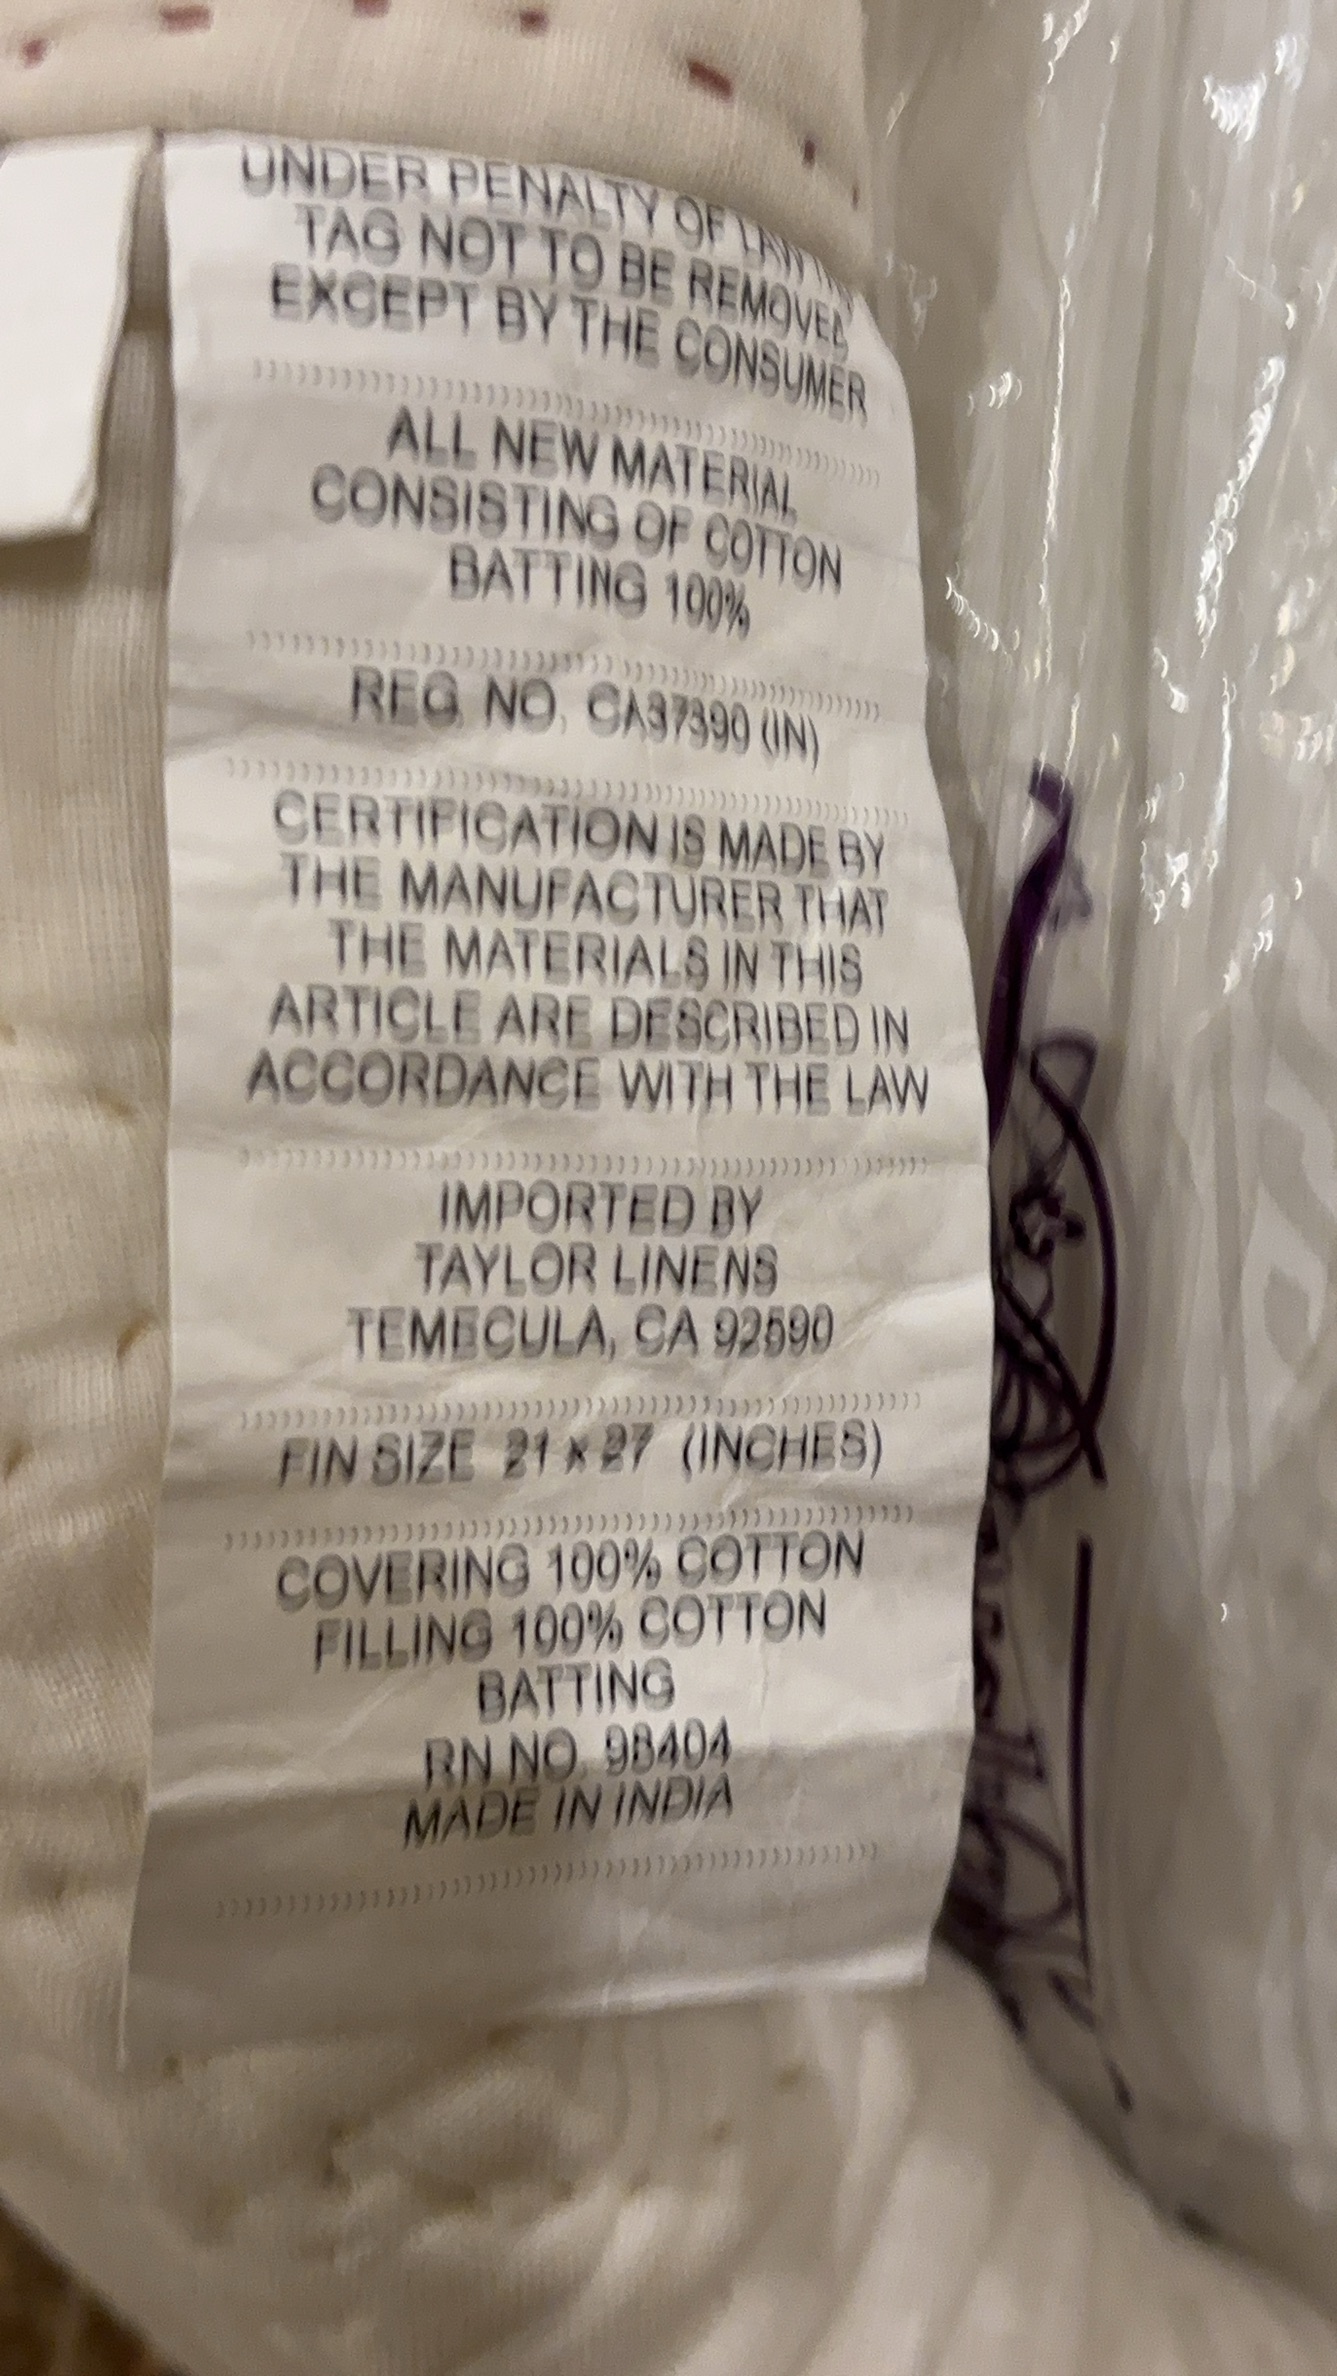 UNDER PENALTY OF LAW
TAG NOT TO BE REMOVED
EXCEPT BY THE CONSUMER
ALL NEW MATERIAL
CONSISTING OF COTTON
BATTING 100%
REG. NO. CA37390 (IN)
CERTIFICATION IS MADE BY
THE MANUFACTURER THAT
THE MATERIALS IN THIS
ARTICLE ARE DESCRIBED IN
ACCORDANCE WITH THE LAW
IMPORTED BY
TAYLOR LINENS
TEMECULA, CA 92590
FIN SIZE 21 x 27 (INCHES)
COVERING 100% COTTON
FILLING 100% COTTON
BATTING
RN NO. 98404
MADE IN INDIA